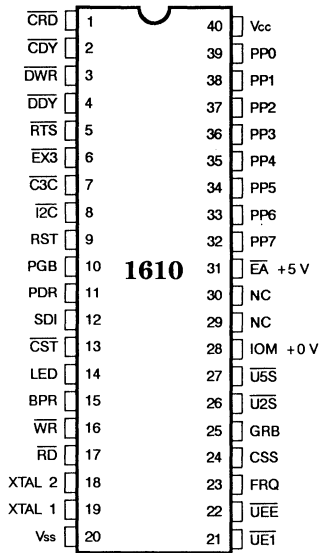 CRD 1 40 Vcc
CDY 2 39 PP0
DWR 3 38 PP1
DDY 4 37 PP2
RTS 5 36 PP3
EX3 6 35 PP4
C3C 7 34 PP5
I2C 8 33 PP6
RST 9 32 PP7
PGB 10 1610 31 EA +5 V
PDR 11 30 NC
SDI 12 29 NC
CST 13 28 IOM +0 V
LED 14 27 U5S
BPR 15 26 U2S
WR 16 25 GRB
RD 17 24 CSS
XTAL 2 18 23 FRQ
XTAL 1 19 22 UEE
Vss 20 21 UE1